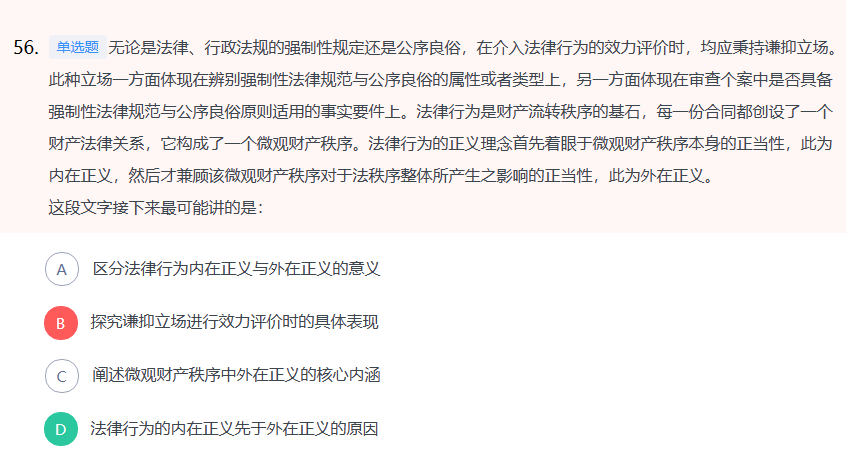 56. 单选题 无论是法律、行政法规的强制性规定还是公序良俗，在介入法律行为的效力评价时，均应秉持谦抑立场。
此种立场一方面体现在辨别强制性法律规范与公序良俗的属性或者类型上，另一方面体现在审查个案中是否具备
强制性法律规范与公序良俗原则适用的事实要件上。法律行为是财产流转秩序的基石，每一份合同都创设了一个
财产法律关系，它构成了一个微观财产秩序。法律行为的正义理念首先着眼于微观财产秩序本身的正当性，此为
内在正义，然后才兼顾该微观财产秩序对于法秩序整体所产生之影响的正当性，此为外在正义。
这段文字接下来最可能讲的是：
A 区分法律行为内在正义与外在正义的意义
B 探究谦抑立场进行效力评价时的具体表现
C 阐述微观财产秩序中外在正义的核心内涵
D 法律行为的内在正义先于外在正义的原因